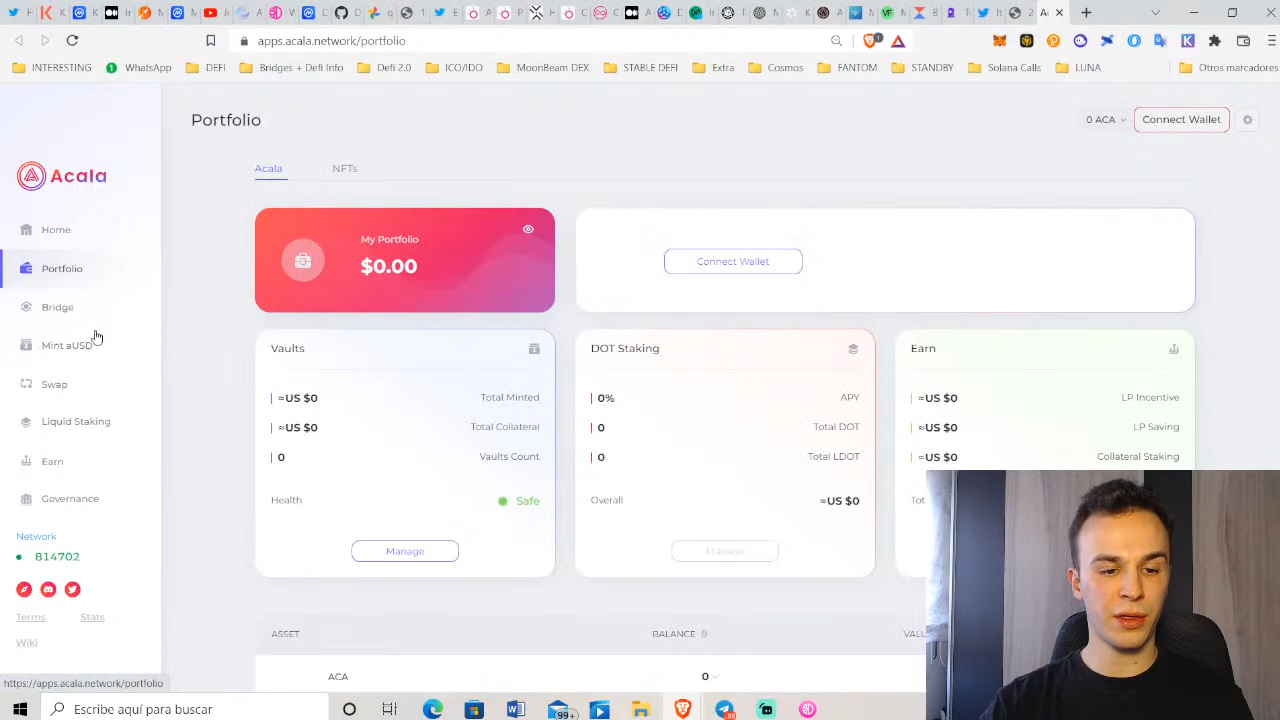 apps.acala.network/portfolio
1
INTERESTING
WhatsApp
DEFI
Bridges + Defi Info
Defi 2.0
ICO/IDO
MoonBeam DEX
STABLE DEFI
Extra
Cosmos
FANTOM
STANDBY
Solana Calls
LUNA
Otros marcadores
Acala
Home
Portfolio
Bridge
Mint aUSD
Swap
Liquid Staking
Earn
Governance
Network
814702
Terms
Stats
Wiki
Portfolio
0 ACA
Connect Wallet
Acala
NFTs
My Portfolio
$0.00
Connect Wallet
Vaults
≈US $0
Total Minted
≈US $0
Total Collateral
0
Vaults Count
Health
Safe
Manage
DOT Staking
0%
APY
0
Total DOT
0
Total LDOT
Overall
≈US $0
Manage
Earn
≈US $0
LP Incentive
≈US $0
LP Saving
≈US $0
Collateral Staking
ASSET
BALANCE
ACA
0
https://apps.acala.network/portfolio
Escribe aquí para buscar
99+
88